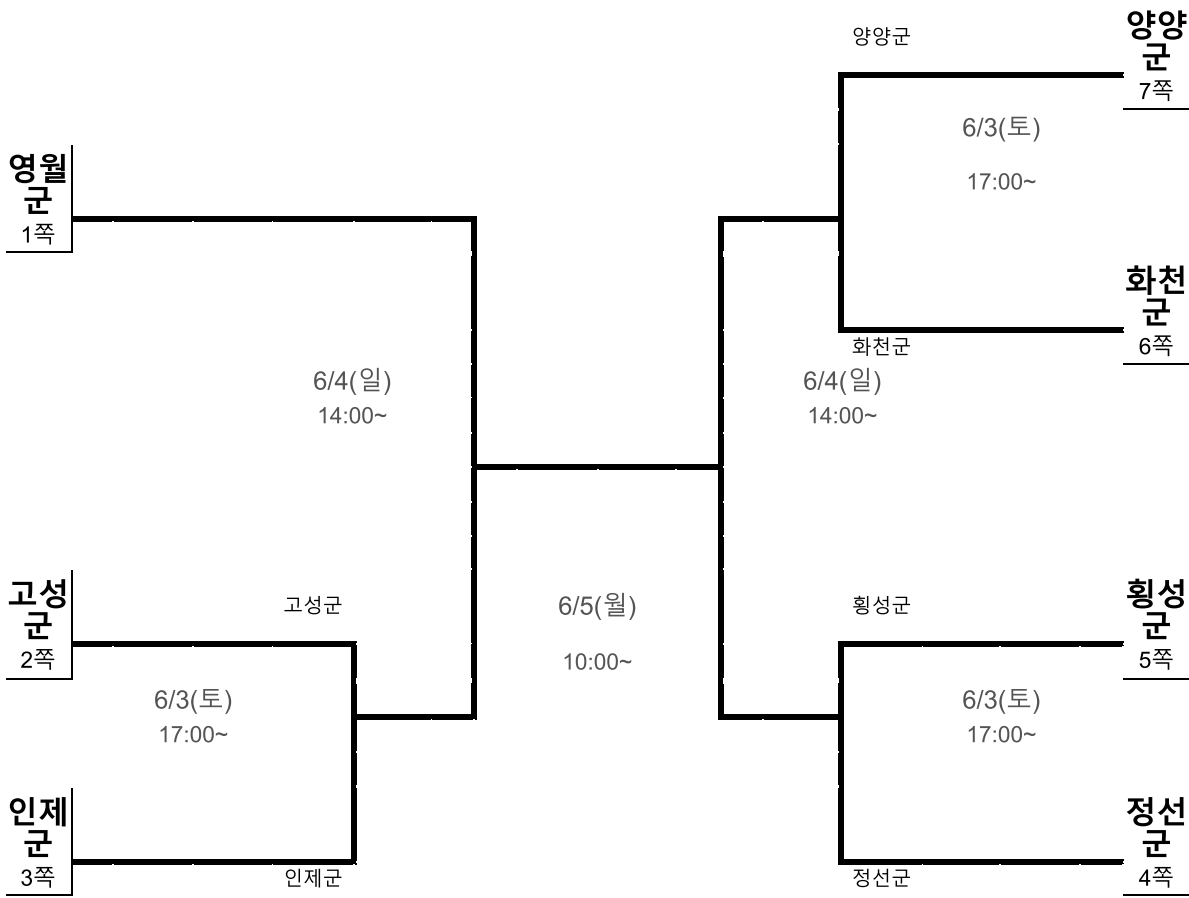 양양군
양양
군
7쪽
6/3(토)
17:00~
영월
군
1쪽
화천
군
6쪽
화천군
6/4(일)
14:00~
6/4(일)
14:00~
고성
군
2쪽
고성군
6/5(월)
10:00~
횡성군
횡성
군
5쪽
6/3(토)
17:00~
6/3(토)
17:00~
인제
군
3쪽
인제군
정선군
정선
군
4쪽